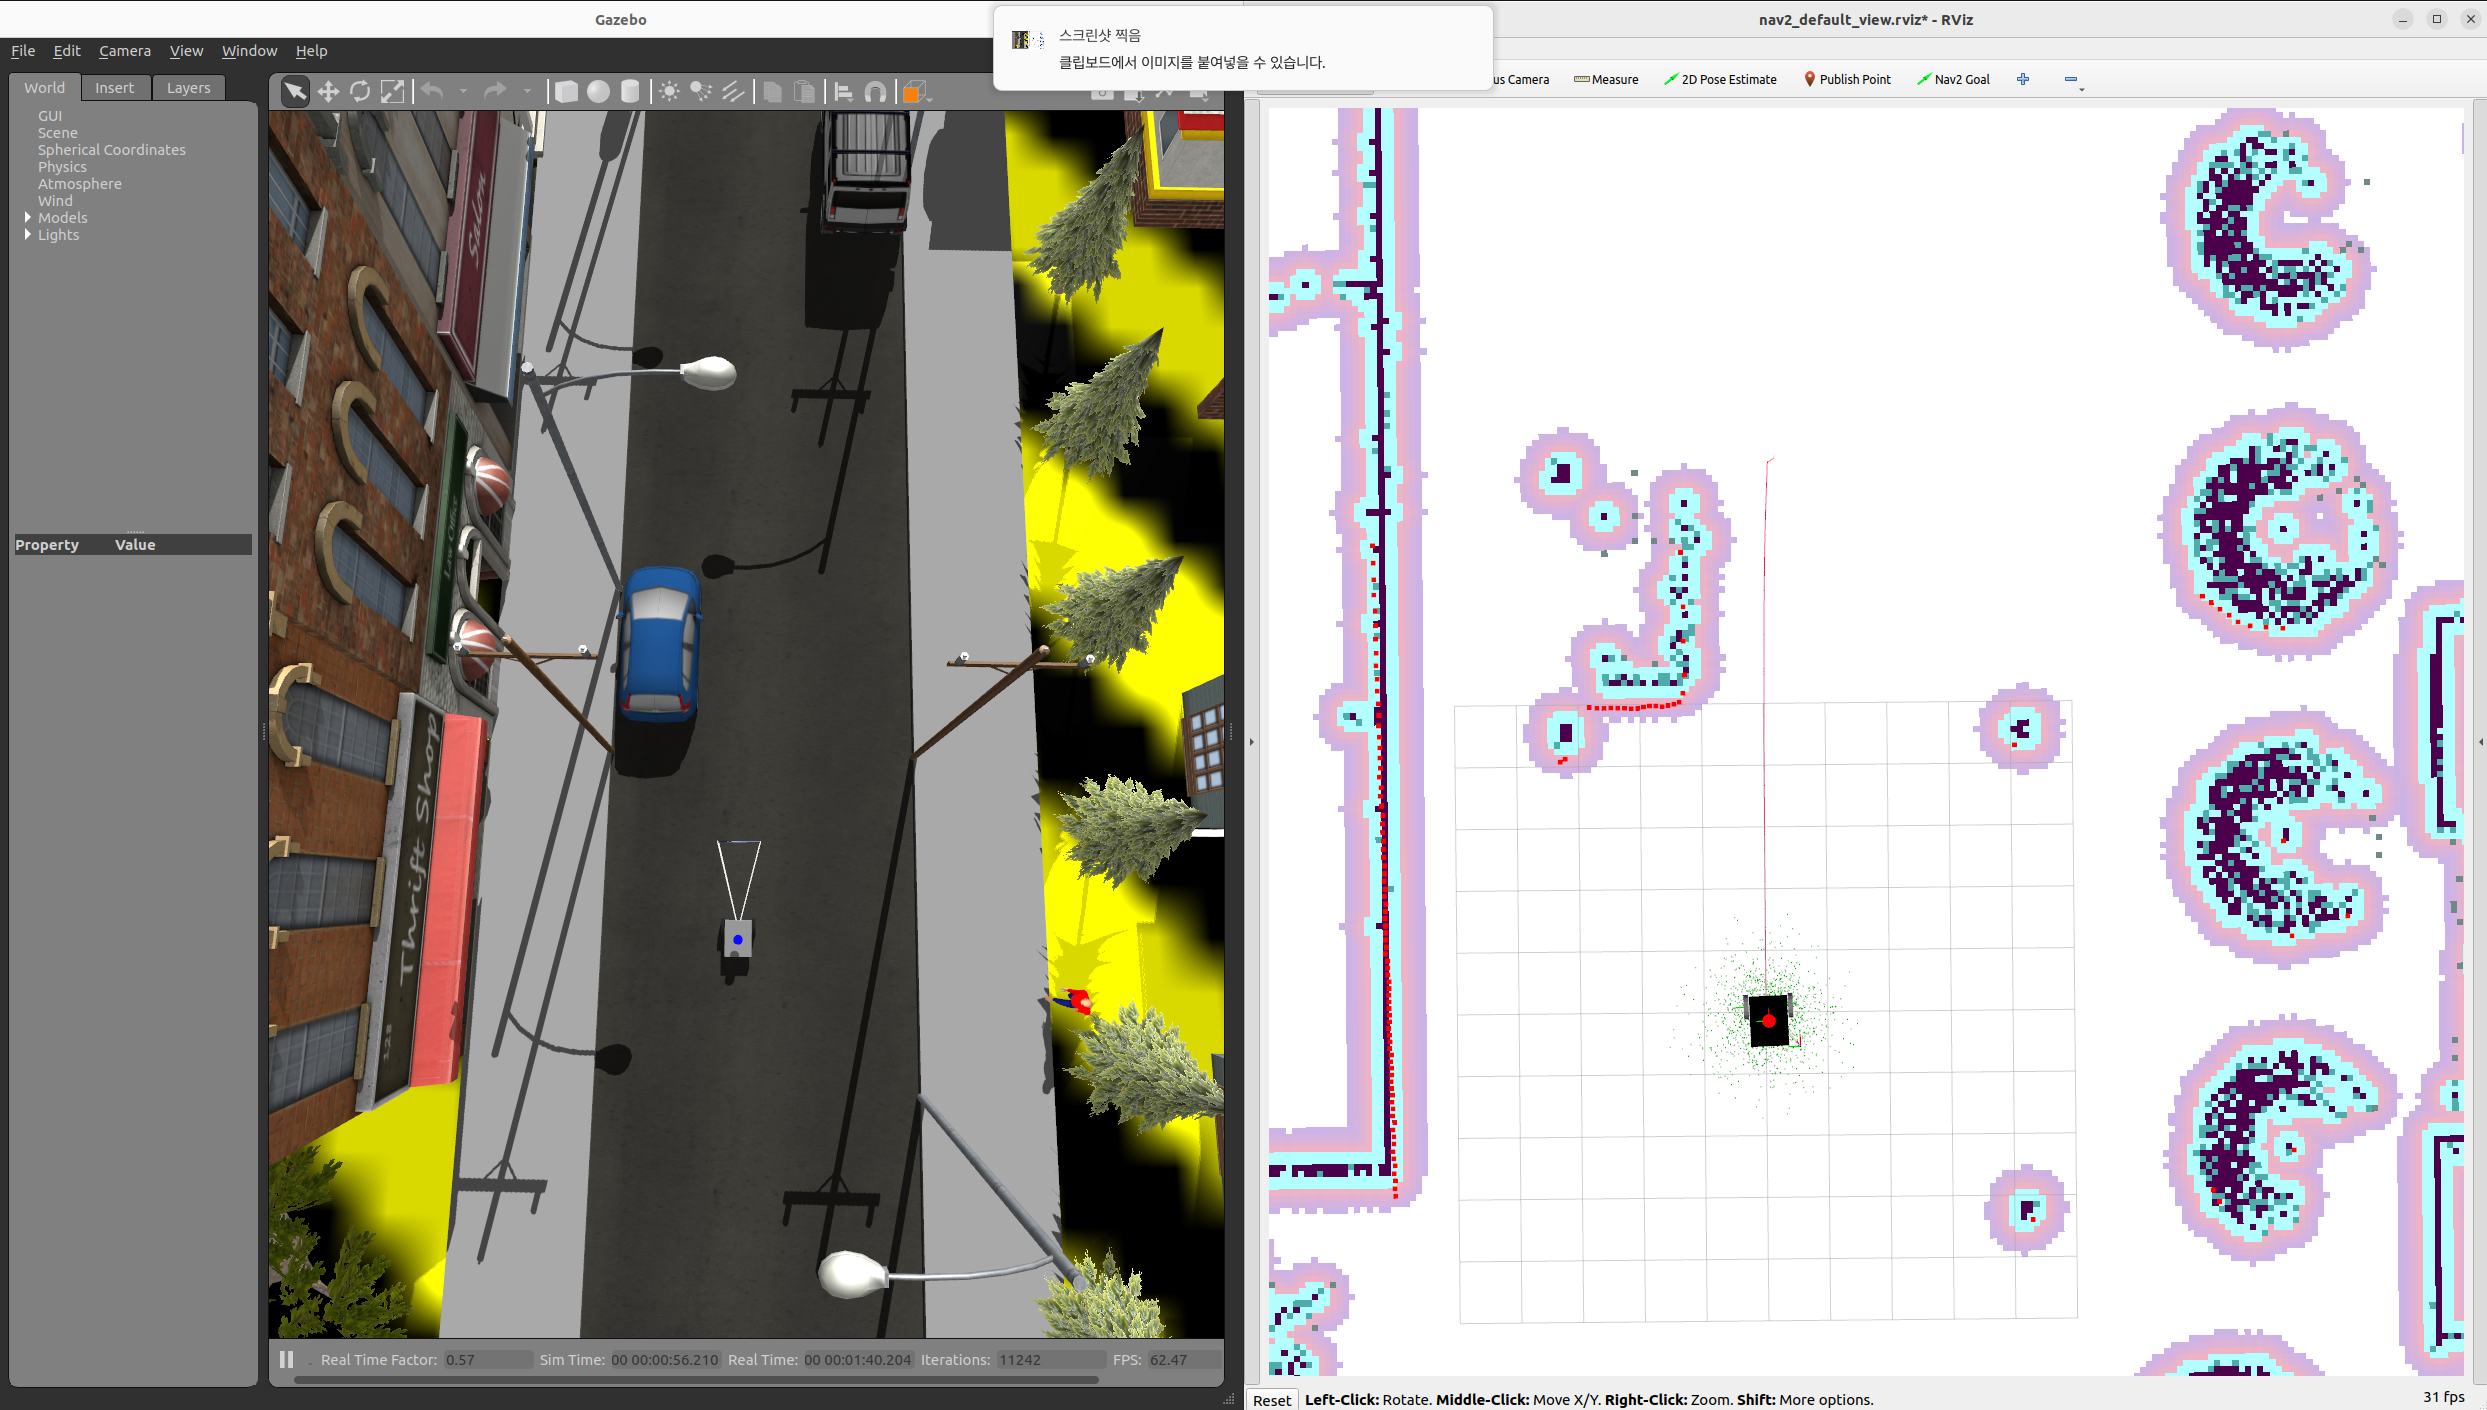 Gazebo
nav2_default_view.rviz* - RViz
스크린샷 찍음
클립보드에서 이미지를 붙여넣을 수 있습니다.
File Edit Camera View Window Help
us Camera Measure 2D Pose Estimate Publish Point Nav2 Goal
World Insert Layers
GUI
Scene
Spherical Coordinates
Physics
Atmosphere
Wind
Models
Lights
Property Value
Salon
Law Office
Thrift Shop
128
Real Time Factor: 0.57 Sim Time: 00 00:00:56.210 Real Time: 00 00:01:40.204 Iterations: 11242 FPS: 62.47
Reset Left-Click: Rotate. Middle-Click: Move X/Y. Right-Click: Zoom. Shift: More options. 31 fps